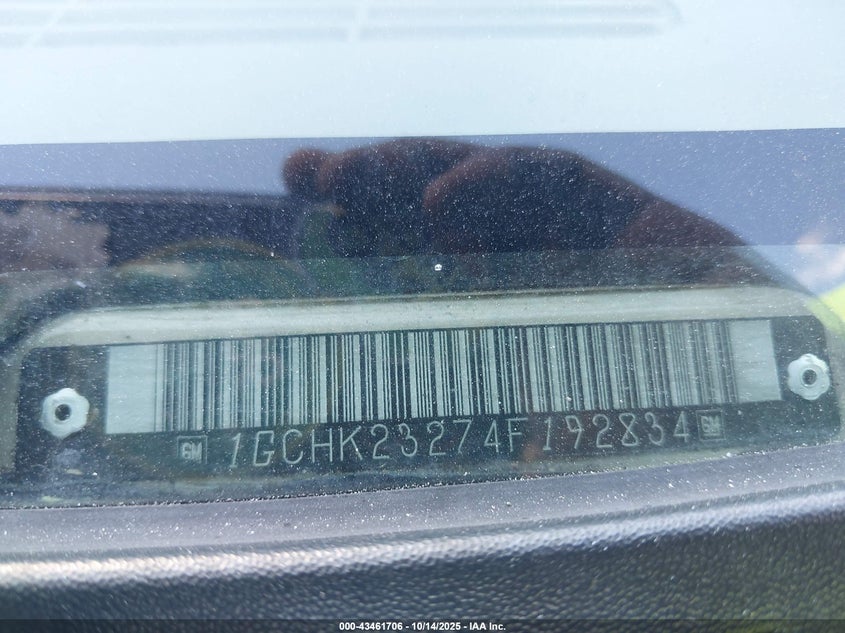 GM 1GCHK23274F192834 GM
000-43461706 - 10/14/2025 - IAA Inc.